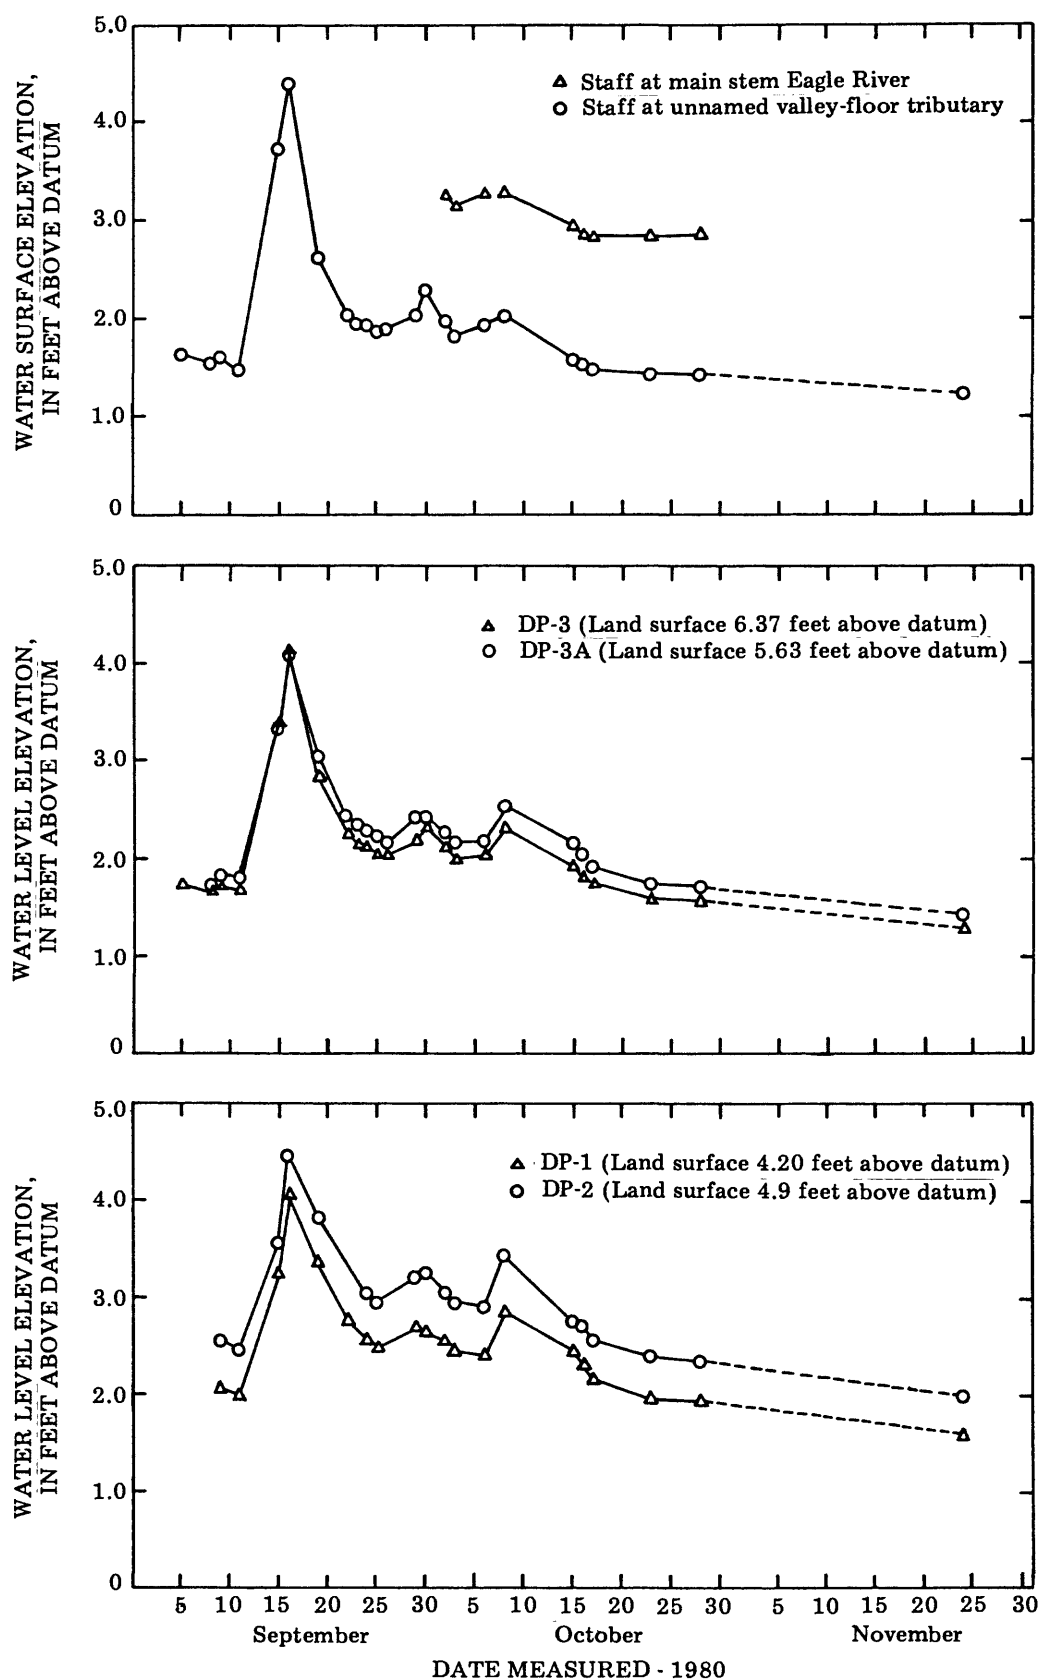 WATER SURFACE ELEVATION,
IN FEET ABOVE DATUM
5.0
4.0
3.0
2.0
1.0
0
Staff at main stem Eagle River
Staff at unnamed valley-floor tributary
WATER LEVEL ELEVATION,
IN FEET ABOVE DATUM
5.0
4.0
3.0
2.0
1.0
0
DP-3 (Land surface 6.37 feet above datum)
DP-3A (Land surface 5.63 feet above datum)
WATER LEVEL ELEVATION,
IN FEET ABOVE DATUM
5.0
4.0
3.0
2.0
1.0
0
DP-1 (Land surface 4.20 feet above datum)
DP-2 (Land surface 4.9 feet above datum)
5 10 15 20 25 30 5 10 15 20 25 30 5 10 15 20 25 30
September October November
DATE MEASURED - 1980